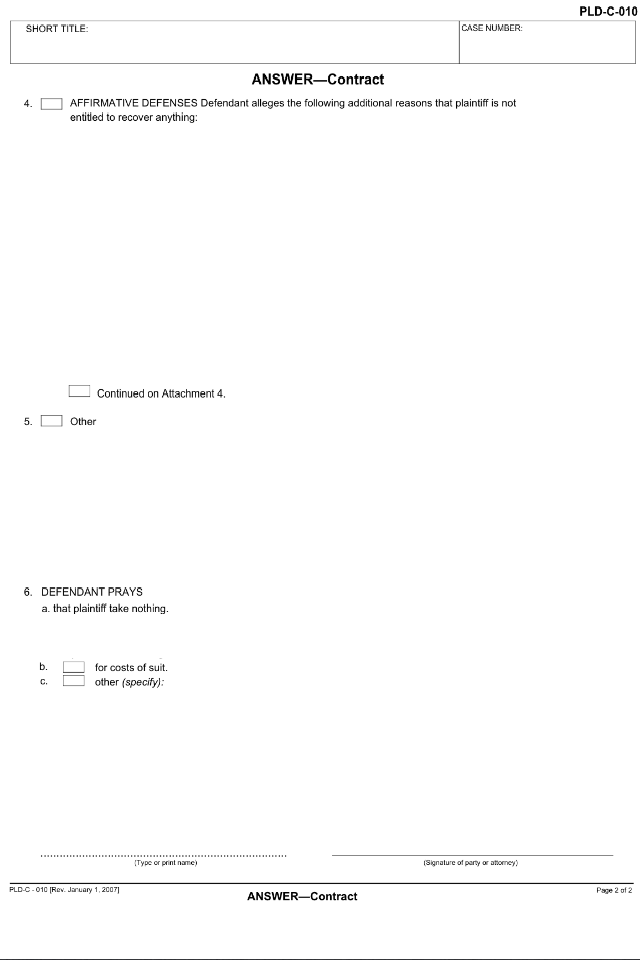 PLD-C-010
SHORT TITLE:
CASE NUMBER:
ANSWER—Contract
4. AFFIRMATIVE DEFENSES Defendant alleges the following additional reasons that plaintiff is not
entitled to recover anything:
Continued on Attachment 4.
5. Other
6. DEFENDANT PRAYS
a. that plaintiff take nothing.
b. for costs of suit.
c. other (specify):
(Type or print name)
(Signature of party or attorney)
PLD-C - 010 [Rev. January 1, 2007]
ANSWER—Contract
Page 2 of 2